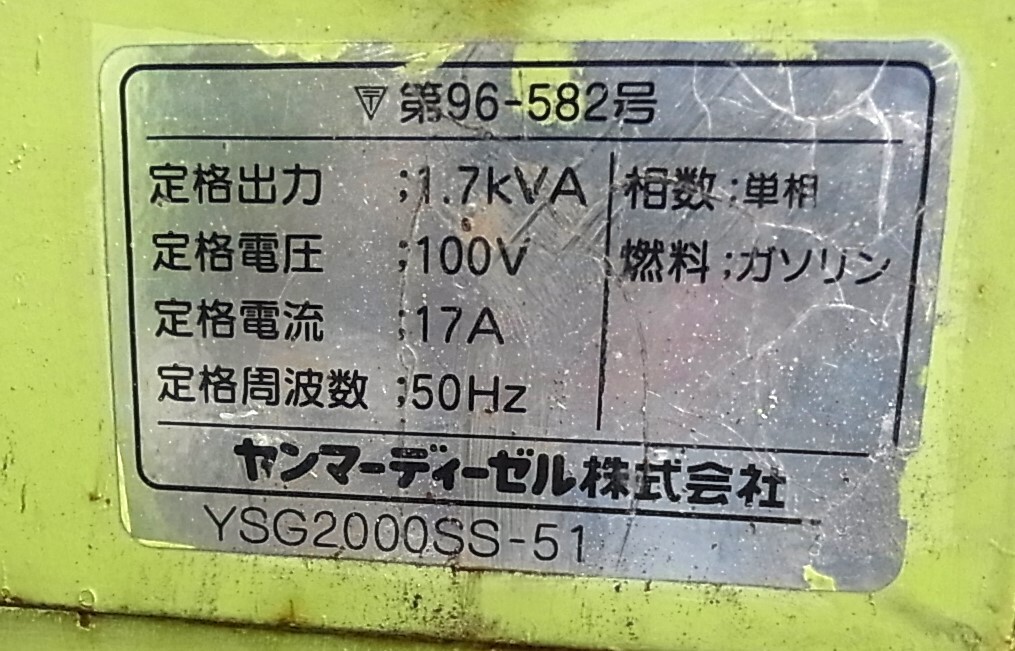 〒 第96-582号
定格出力 ;1.7kVA
定格電圧 ;100V
定格電流 ;17A
定格周波数 ;50Hz
相数 ;単相
燃料 ;ガソリン
ヤンマーディーゼル株式会社
YSG2000SS-51